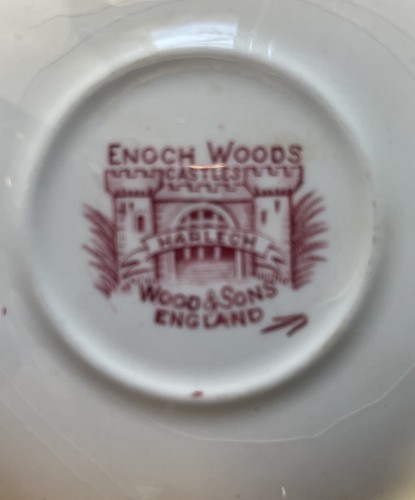 ENOCH WOODS
CASTLES
HARLECH
WOOD & SONS
ENGLAND